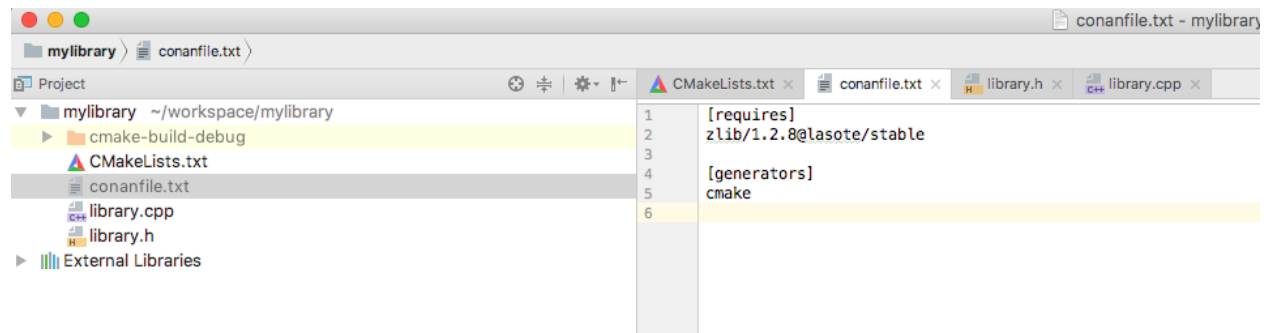 conanfile.txt - mylibrary
mylibrary conanfile.txt
Project
CMakeLists.txt conanfile.txt library.h library.cpp
mylibrary ~/workspace/mylibrary
cmake-build-debug
CMakeLists.txt
conanfile.txt
library.cpp
library.h
External Libraries
1 [requires]
2 zlib/1.2.8@lasote/stable
3
4 [generators]
5 cmake
6